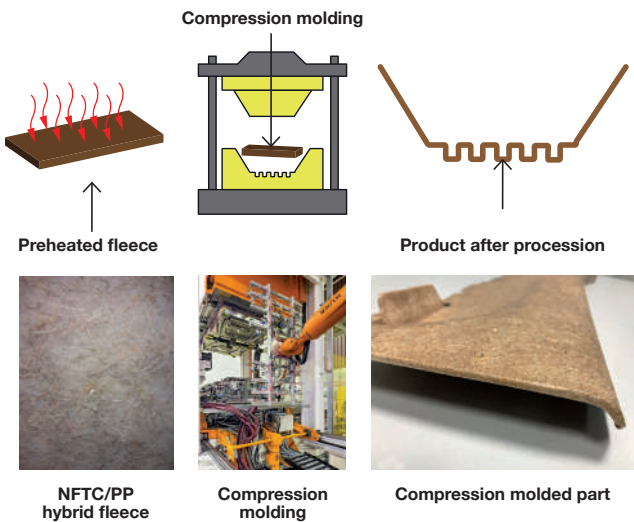 Compression molding
Preheated fleece
Product after procession
NFTC/PP
hybrid fleece
Compression
molding
Compression molded part